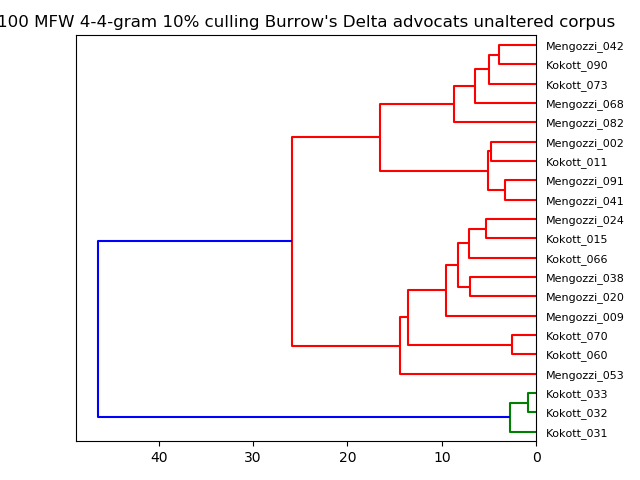 100 MFW 4-4-gram 10% culling Burrow's Delta advocats unaltered corpus
Mengozzi_042
Kokott_090
Kokott_073
Mengozzi_068
Mengozzi_082
Mengozzi_002
Kokott_011
Mengozzi_091
Mengozzi_041
Mengozzi_024
Kokott_015
Kokott_066
Mengozzi_038
Mengozzi_020
Mengozzi_009
Kokott_070
Kokott_060
Mengozzi_053
Kokott_033
Kokott_032
Kokott_031
40 30 20 10 0